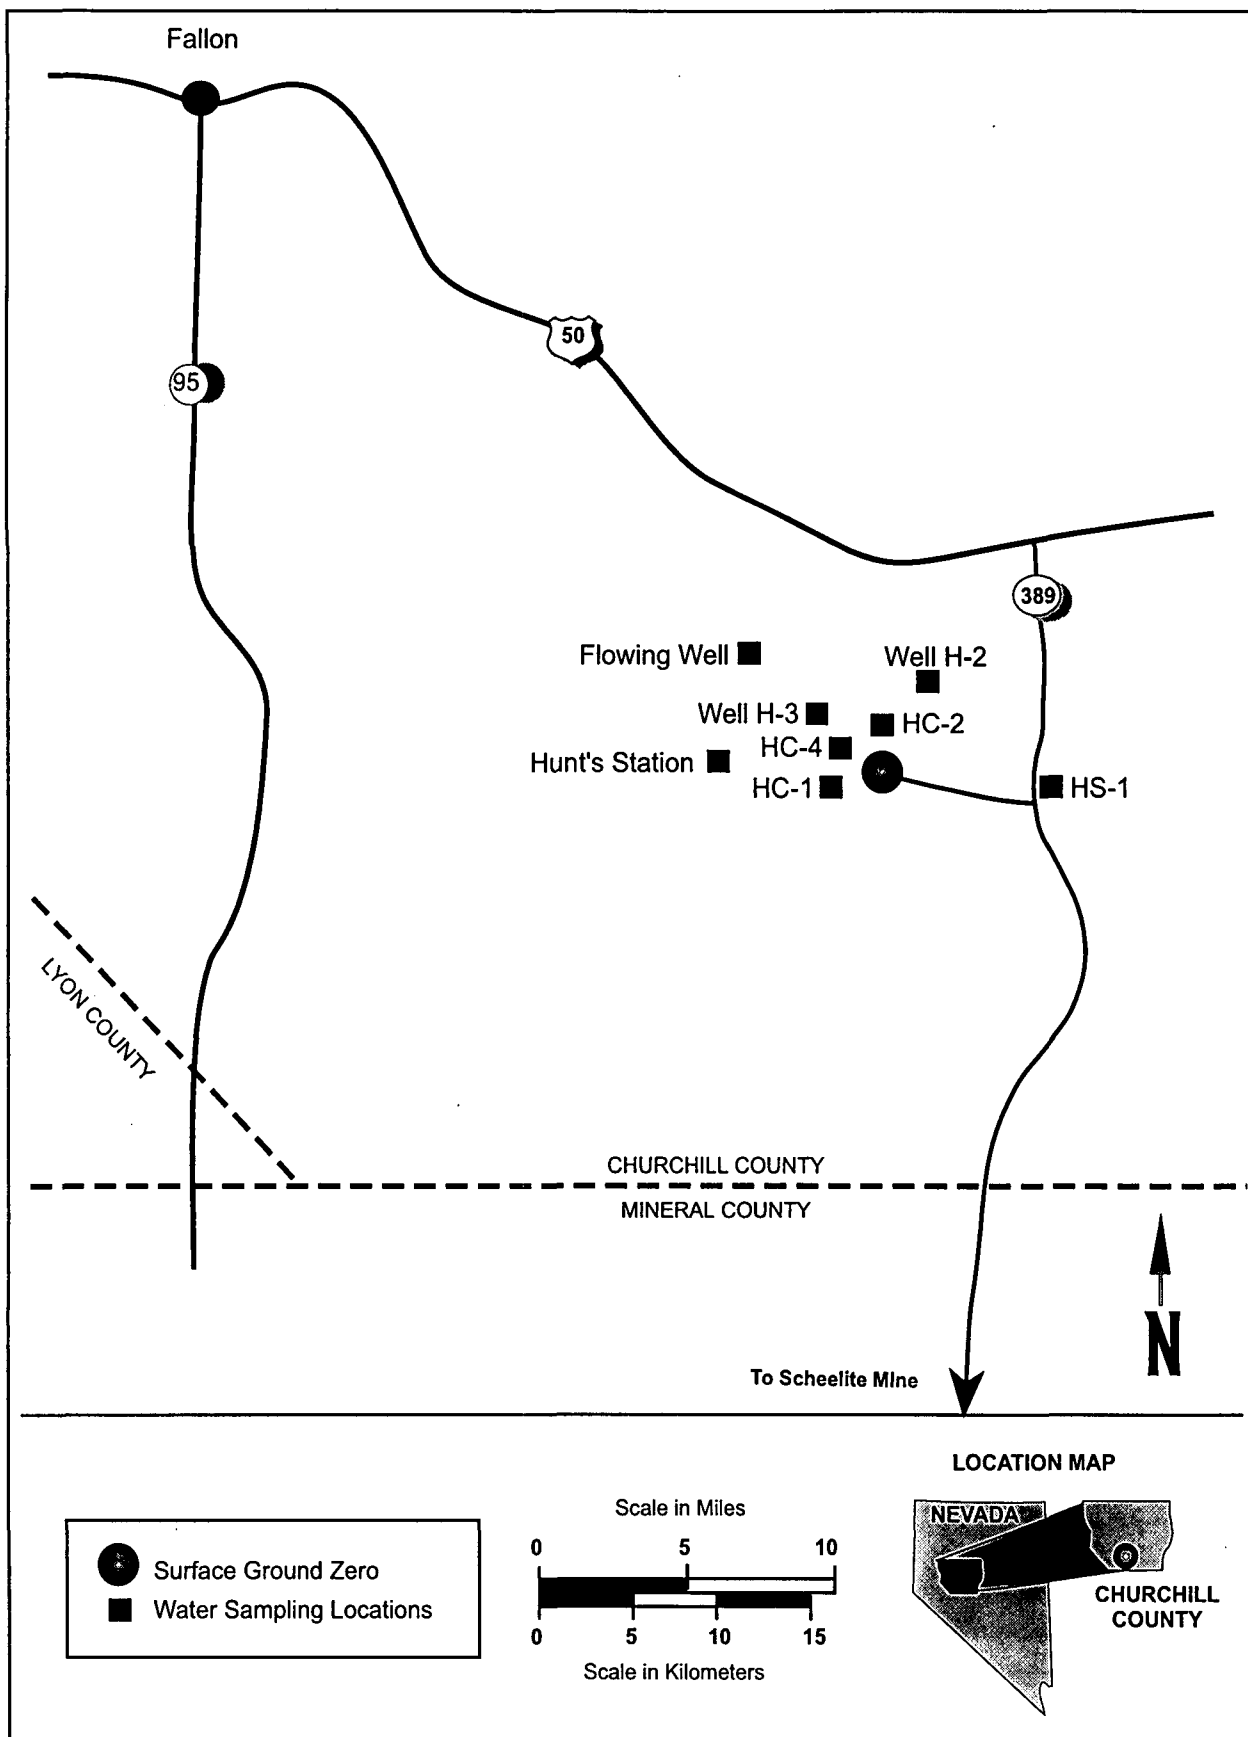 Fallon
50
95
389
Flowing Well
Well H-2
Well H-3
HC-2
HC-4
Hunt's Station
HC-1
HS-1
LYON COUNTY
CHURCHILL COUNTY
MINERAL COUNTY
N
To Scheelite MIne
LOCATION MAP
Scale in Miles
0 5 10
0 5 10 15
Scale in Kilometers
Surface Ground Zero
Water Sampling Locations
NEVADA
CHURCHILL
COUNTY